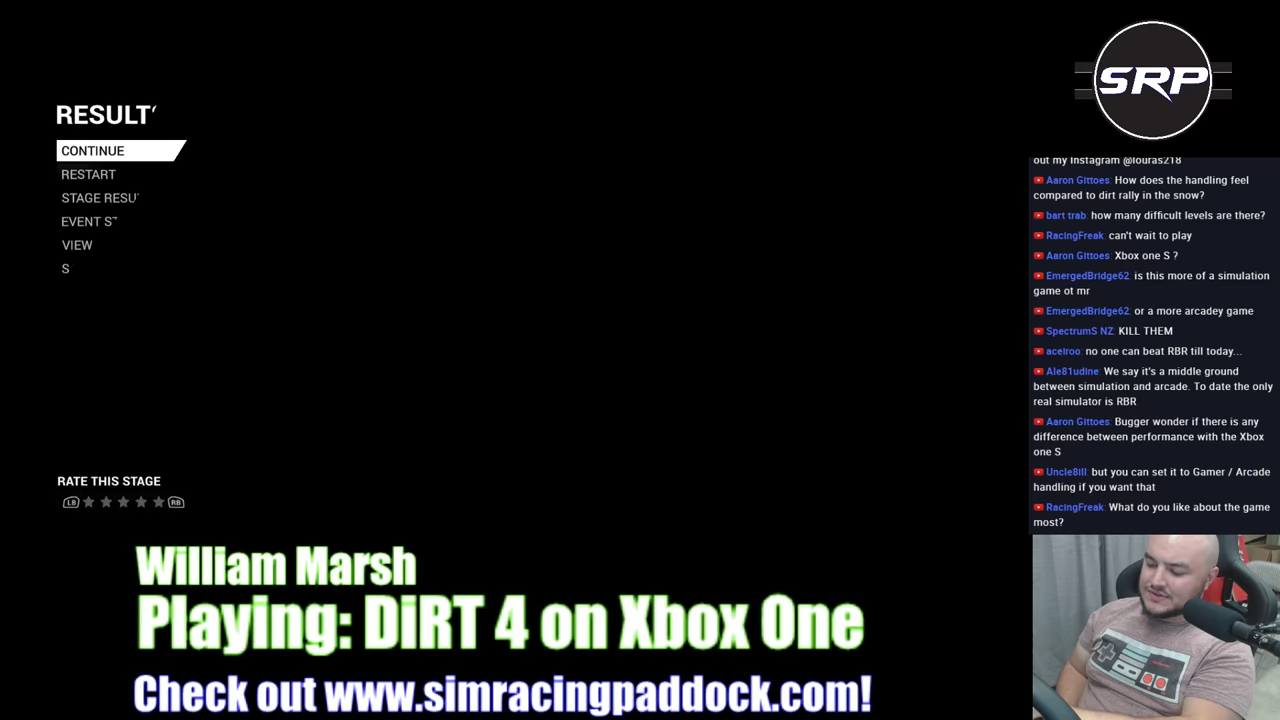 SRP
RESULT
CONTINUE
RESTART
STAGE RESU
EVENT S
VIEW
S
RATE THIS STAGE
LB RB
William Marsh
Playing: DiRT 4 on Xbox One
Check out www.simracingpaddock.com!
out my Instagram @louras218
Aaron Gittoes: How does the handling feel
compared to dirt rally in the snow?
bart trab: how many difficult levels are there?
RacingFreak: can't wait to play
Aaron Gittoes: Xbox one S ?
EmergedBridge62: is this more of a simulation
game ot mr
EmergedBridge62: or a more arcadey game
SpectrumS NZ: KILL THEM
aceiroo: no one can beat RBR till today...
Ale81udine: We say it's a middle ground
between simulation and arcade. To date the only
real simulator is RBR
Aaron Gittoes: Bugger wonder if there is any
difference between performance with the Xbox
one S
Uncle8ill: but you can set it to Gamer / Arcade
handling if you want that
RacingFreak: What do you like about the game
most?